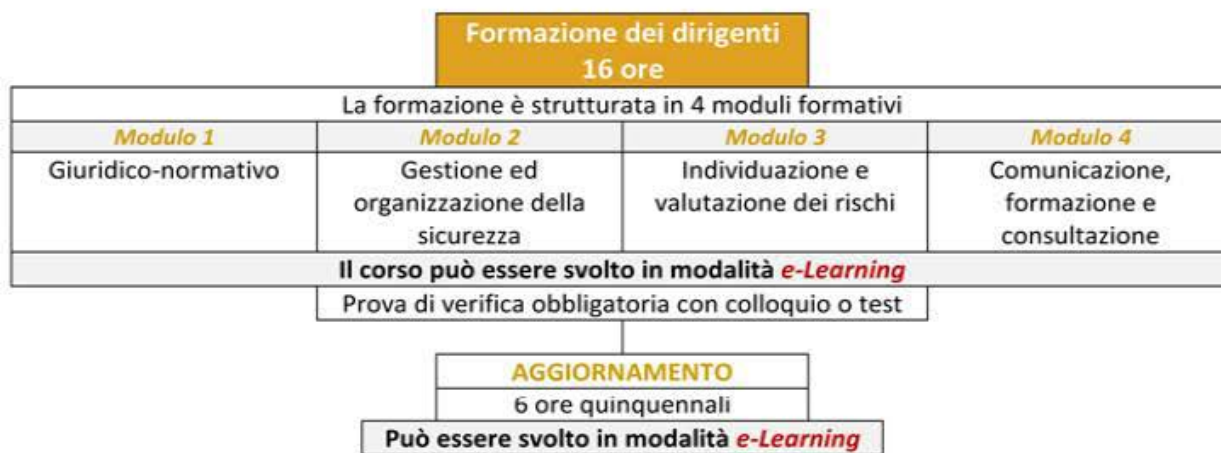 Formazione dei dirigenti
16 ore
La formazione è strutturata in 4 moduli formativi
Modulo 1
Modulo 2
Modulo 3
Modulo 4
Giuridico-normativo
Gestione ed
organizzazione della
sicurezza
Individuazione e
valutazione dei rischi
Comunicazione,
formazione e
consultazione
Il corso può essere svolto in modalità e-Learning
Prova di verifica obbligatoria con colloquio o test
AGGIORNAMENTO
6 ore quinquennali
Può essere svolto in modalità e-Learning